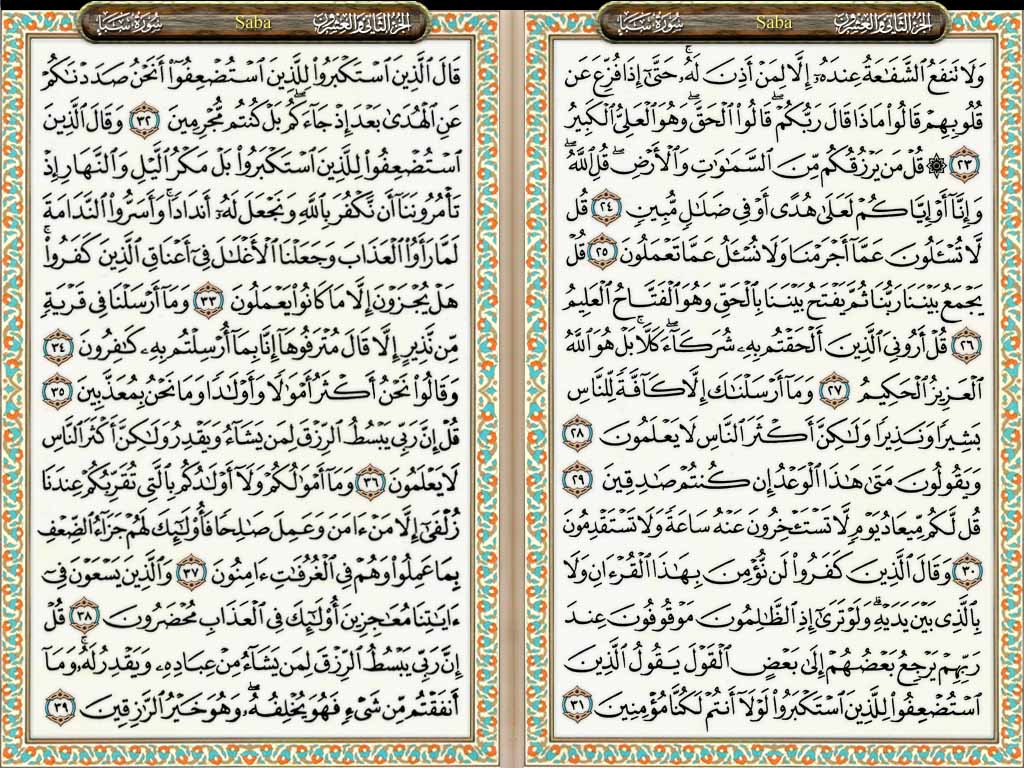 الجزء الثاني والعشرون
Saba
سورة سبإ
وَلَا تَنفَعُ ٱلشَّفَـٰعَةُ عِندَهُۥٓ إِلَّا لِمَنْ أَذِنَ لَهُۥ ۚ حَتَّىٰٓ إِذَا فُزِّعَ عَن
قُلُوبِهِمْ قَالُوا۟ مَاذَا قَالَ رَبُّكُمْ ۖ قَالُوا۟ ٱلْحَقَّ ۖ وَهُوَ ٱلْعَلِىُّ ٱلْكَبِيرُ
٢٣ ۞ قُلْ مَن يَرْزُقُكُم مِّنَ ٱلسَّمَـٰوَٰتِ وَٱلْأَرْضِ ۖ قُلِ ٱللَّهُ ۖ
وَإِنَّآ أَوْ إِيَّاكُمْ لَعَلَىٰ هُدًى أَوْ فِى ضَلَـٰلٍ مُّبِينٍ ٢٤ قُل
لَّا تُسْـَٔلُونَ عَمَّآ أَجْرَمْنَا وَلَا نُسْـَٔلُ عَمَّا تَعْمَلُونَ ٢٥ قُلْ
يَجْمَعُ بَيْنَنَا رَبُّنَا ثُمَّ يَفْتَحُ بَيْنَنَا بِٱلْحَقِّ وَهُوَ ٱلْفَتَّاحُ ٱلْعَلِيمُ
٢٦ قُلْ أَرُونِىَ ٱلَّذِينَ أَلْحَقْتُم بِهِۦ شُرَكَآءَ ۖ كَلَّا ۚ بَلْ هُوَ ٱللَّهُ
ٱلْعَزِيزُ ٱلْحَكِيمُ ٢٧ وَمَآ أَرْسَلْنَـٰكَ إِلَّا كَآفَّةً لِّلنَّاسِ
بَشِيرًا وَنَذِيرًا وَلَـٰكِنَّ أَكْثَرَ ٱلنَّاسِ لَا يَعْلَمُونَ ٢٨
وَيَقُولُونَ مَتَىٰ هَـٰذَا ٱلْوَعْدُ إِن كُنتُمْ صَـٰدِقِينَ ٢٩
قُل لَّكُم مِّيعَادُ يَوْمٍ لَّا تَسْتَـْٔخِرُونَ عَنْهُ سَاعَةً وَلَا تَسْتَقْدِمُونَ
٣٠ وَقَالَ ٱلَّذِينَ كَفَرُوا۟ لَن نُّؤْمِنَ بِهَـٰذَا ٱلْقُرْءَانِ وَلَا
بِٱلَّذِى بَيْنَ يَدَيْهِ ۗ وَلَوْ تَرَىٰٓ إِذِ ٱلظَّـٰلِمُونَ مَوْقُوفُونَ عِندَ
رَبِّهِمْ يَرْجِعُ بَعْضُهُمْ إِلَىٰ بَعْضٍ ٱلْقَوْلَ يَقُولُ ٱلَّذِينَ
ٱسْتُضْعِفُوا۟ لِلَّذِينَ ٱسْتَكْبَرُوا۟ لَوْلَآ أَنتُمْ لَكُنَّا مُؤْمِنِينَ ٣١
الجزء الثاني والعشرون
Saba
سورة سبإ
قَالَ ٱلَّذِينَ ٱسْتَكْبَرُوا۟ لِلَّذِينَ ٱسْتُضْعِفُوٓا۟ أَنَحْنُ صَدَدْنَـٰكُمْ
عَنِ ٱلْهُدَىٰ بَعْدَ إِذْ جَآءَكُم ۖ بَلْ كُنتُم مُّجْرِمِينَ ٣٢ وَقَالَ ٱلَّذِينَ
ٱسْتُضْعِفُوا۟ لِلَّذِينَ ٱسْتَكْبَرُوا۟ بَلْ مَكْرُ ٱلَّيْلِ وَٱلنَّهَارِ إِذْ
تَأْمُرُونَنَآ أَن نَّكْفُرَ بِٱللَّهِ وَنَجْعَلَ لَهُۥٓ أَندَادًا ۚ وَأَسَرُّوا۟ ٱلنَّدَامَةَ
لَمَّا رَأَوُا۟ ٱلْعَذَابَ وَجَعَلْنَا ٱلْأَغْلَـٰلَ فِىٓ أَعْنَاقِ ٱلَّذِينَ كَفَرُوا۟ ۚ
هَلْ يُجْزَوْنَ إِلَّا مَا كَانُوا۟ يَعْمَلُونَ ٣٣ وَمَآ أَرْسَلْنَا فِى قَرْيَةٍ
مِّن نَّذِيرٍ إِلَّا قَالَ مُتْرَفُوهَآ إِنَّا بِمَآ أُرْسِلْتُم بِهِۦ كَـٰفِرُونَ ٣٤
وَقَالُوا۟ نَحْنُ أَكْثَرُ أَمْوَٰلًا وَأَوْلَـٰدًا وَمَا نَحْنُ بِمُعَذَّبِينَ ٣٥
قُلْ إِنَّ رَبِّى يَبْسُطُ ٱلرِّزْقَ لِمَن يَشَآءُ وَيَقْدِرُ وَلَـٰكِنَّ أَكْثَرَ ٱلنَّاسِ
لَا يَعْلَمُونَ ٣٦ وَمَآ أَمْوَٰلُكُمْ وَلَآ أَوْلَـٰدُكُم بِٱلَّتِى تُقَرِّبُكُمْ عِندَنَا
زُلْفَىٰٓ إِلَّا مَنْ ءَامَنَ وَعَمِلَ صَـٰلِحًا فَأُو۟لَـٰٓئِكَ لَهُمْ جَزَآءُ ٱلضِّعْفِ
بِمَا عَمِلُوا۟ وَهُمْ فِى ٱلْغُرُفَـٰتِ ءَامِنُونَ ٣٧ وَٱلَّذِينَ يَسْعَوْنَ فِىٓ
ءَايَـٰتِنَا مُعَـٰجِزِينَ أُو۟لَـٰٓئِكَ فِى ٱلْعَذَابِ مُحْضَرُونَ ٣٨ قُلْ
إِنَّ رَبِّى يَبْسُطُ ٱلرِّزْقَ لِمَن يَشَآءُ مِنْ عِبَادِهِۦ وَيَقْدِرُ لَهُۥ ۚ وَمَآ
أَنفَقْتُم مِّن شَىْءٍ فَهُوَ يُخْلِفُهُۥ ۖ وَهُوَ خَيْرُ ٱلرَّٰزِقِينَ ٣٩